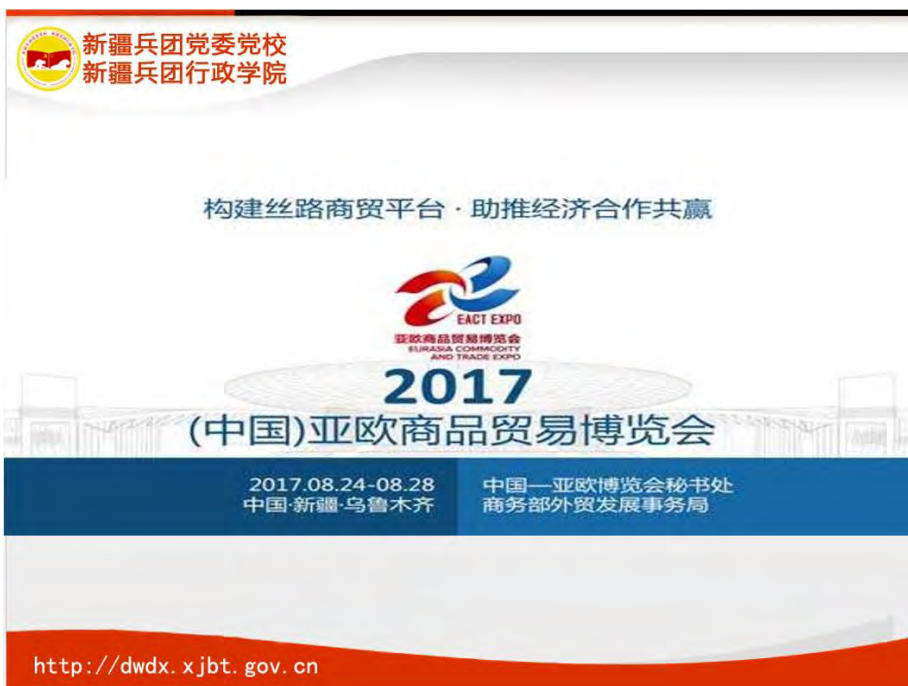 新疆兵团党委党校
新疆兵团行政学院
构建丝路商贸平台·助推经济合作共赢
EACT EXPO
亚欧商品贸易博览会
EURASIA COMMODITY
AND TRADE EXPO
2017
(中国)亚欧商品贸易博览会
2017.08.24-08.28
中国·新疆·乌鲁木齐
中国—亚欧博览会秘书处
商务部外贸发展事务局
http://dwdx.xjbt.gov.cn